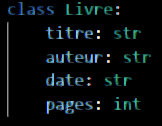 class Livre:
    titre: str
    auteur: str
    date: str
    pages: int